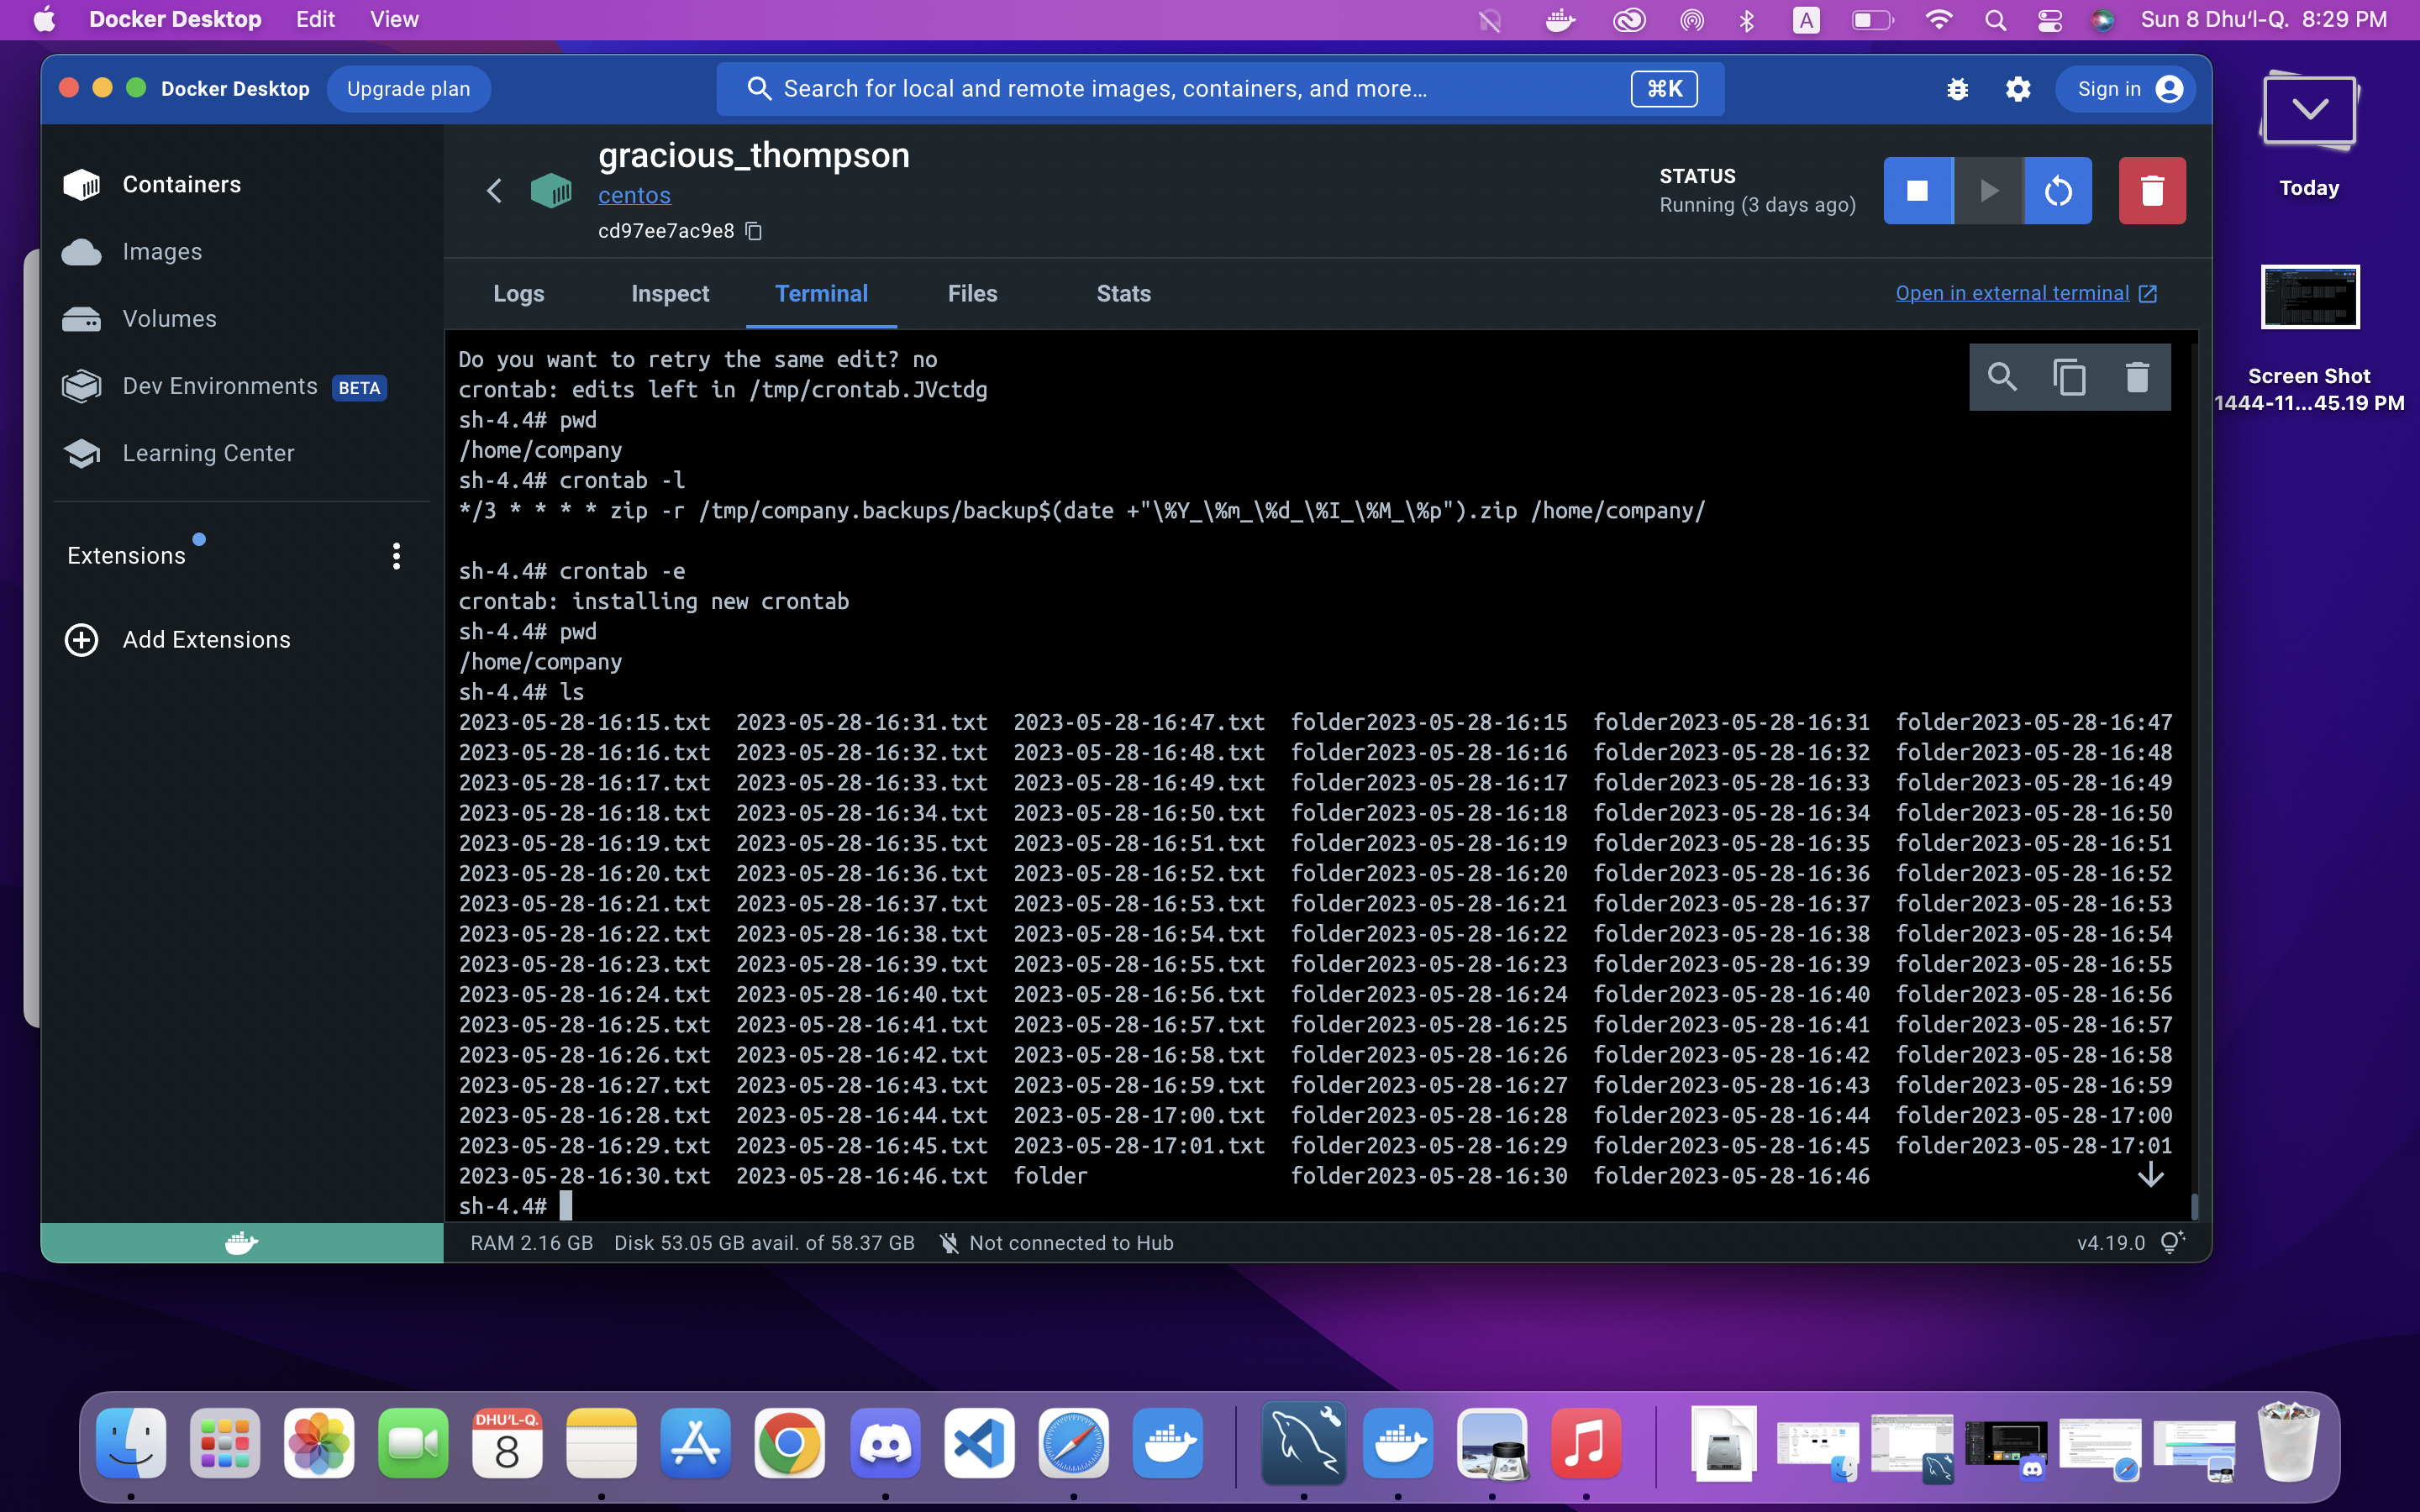 Docker Desktop Edit View A Sun 8 Dhuʻl-Q. 8:29 PM
Docker Desktop Upgrade plan Search for local and remote images, containers, and more... ⌘K Sign in
Containers
Images
Volumes
Dev Environments BETA
Learning Center
Extensions
Add Extensions
gracious_thompson
centos
cd97ee7ac9e8
STATUS
Running (3 days ago)
Logs Inspect Terminal Files Stats Open in external terminal
Do you want to retry the same edit? no
crontab: edits left in /tmp/crontab.JVctdg
sh-4.4# pwd
/home/company
sh-4.4# crontab -l
*/3 * * * * zip -r /tmp/company.backups/backup$(date +"\%Y_\%m_\%d_\%I_\%M_\%p").zip /home/company/
sh-4.4# crontab -e
crontab: installing new crontab
sh-4.4# pwd
/home/company
sh-4.4# ls
2023-05-28-16:15.txt 2023-05-28-16:31.txt 2023-05-28-16:47.txt folder2023-05-28-16:15 folder2023-05-28-16:31 folder2023-05-28-16:47
2023-05-28-16:16.txt 2023-05-28-16:32.txt 2023-05-28-16:48.txt folder2023-05-28-16:16 folder2023-05-28-16:32 folder2023-05-28-16:48
2023-05-28-16:17.txt 2023-05-28-16:33.txt 2023-05-28-16:49.txt folder2023-05-28-16:17 folder2023-05-28-16:33 folder2023-05-28-16:49
2023-05-28-16:18.txt 2023-05-28-16:34.txt 2023-05-28-16:50.txt folder2023-05-28-16:18 folder2023-05-28-16:34 folder2023-05-28-16:50
2023-05-28-16:19.txt 2023-05-28-16:35.txt 2023-05-28-16:51.txt folder2023-05-28-16:19 folder2023-05-28-16:35 folder2023-05-28-16:51
2023-05-28-16:20.txt 2023-05-28-16:36.txt 2023-05-28-16:52.txt folder2023-05-28-16:20 folder2023-05-28-16:36 folder2023-05-28-16:52
2023-05-28-16:21.txt 2023-05-28-16:37.txt 2023-05-28-16:53.txt folder2023-05-28-16:21 folder2023-05-28-16:37 folder2023-05-28-16:53
2023-05-28-16:22.txt 2023-05-28-16:38.txt 2023-05-28-16:54.txt folder2023-05-28-16:22 folder2023-05-28-16:38 folder2023-05-28-16:54
2023-05-28-16:23.txt 2023-05-28-16:39.txt 2023-05-28-16:55.txt folder2023-05-28-16:23 folder2023-05-28-16:39 folder2023-05-28-16:55
2023-05-28-16:24.txt 2023-05-28-16:40.txt 2023-05-28-16:56.txt folder2023-05-28-16:24 folder2023-05-28-16:40 folder2023-05-28-16:56
2023-05-28-16:25.txt 2023-05-28-16:41.txt 2023-05-28-16:57.txt folder2023-05-28-16:25 folder2023-05-28-16:41 folder2023-05-28-16:57
2023-05-28-16:26.txt 2023-05-28-16:42.txt 2023-05-28-16:58.txt folder2023-05-28-16:26 folder2023-05-28-16:42 folder2023-05-28-16:58
2023-05-28-16:27.txt 2023-05-28-16:43.txt 2023-05-28-16:59.txt folder2023-05-28-16:27 folder2023-05-28-16:43 folder2023-05-28-16:59
2023-05-28-16:28.txt 2023-05-28-16:44.txt 2023-05-28-17:00.txt folder2023-05-28-16:28 folder2023-05-28-16:44 folder2023-05-28-17:00
2023-05-28-16:29.txt 2023-05-28-16:45.txt 2023-05-28-17:01.txt folder2023-05-28-16:29 folder2023-05-28-16:45 folder2023-05-28-17:01
2023-05-28-16:30.txt 2023-05-28-16:46.txt folder folder2023-05-28-16:30 folder2023-05-28-16:46
sh-4.4#
RAM 2.16 GB Disk 53.05 GB avail. of 58.37 GB Not connected to Hub v4.19.0
Today
Screen Shot
1444-11...45.19 PM
DHUʻL-Q.
8